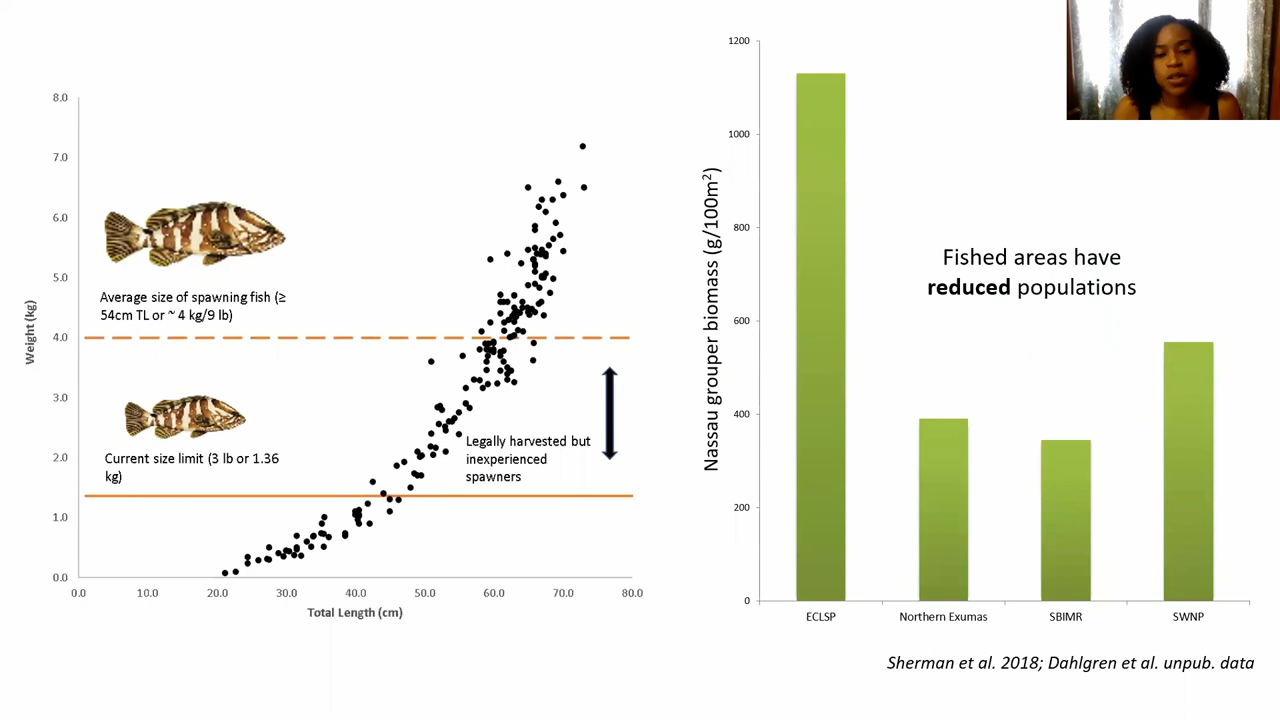 8.0
7.0
6.0
5.0
4.0
3.0
2.0
1.0
0.0
Weight (kg)
Average size of spawning fish (≥
54cm TL or ~ 4 kg/9 lb)
Current size limit (3 lb or 1.36
kg)
Legally harvested but
inexperienced
spawners
0.0 10.0 20.0 30.0 40.0 50.0 60.0 70.0 80.0
Total Length (cm)
1200
1000
800
600
400
200
0
Nassau grouper biomass (g/100m²)
Fished areas have
reduced populations
ECLSP Northern Exumas SBIMR SWNP
Sherman et al. 2018; Dahlgren et al. unpub. data